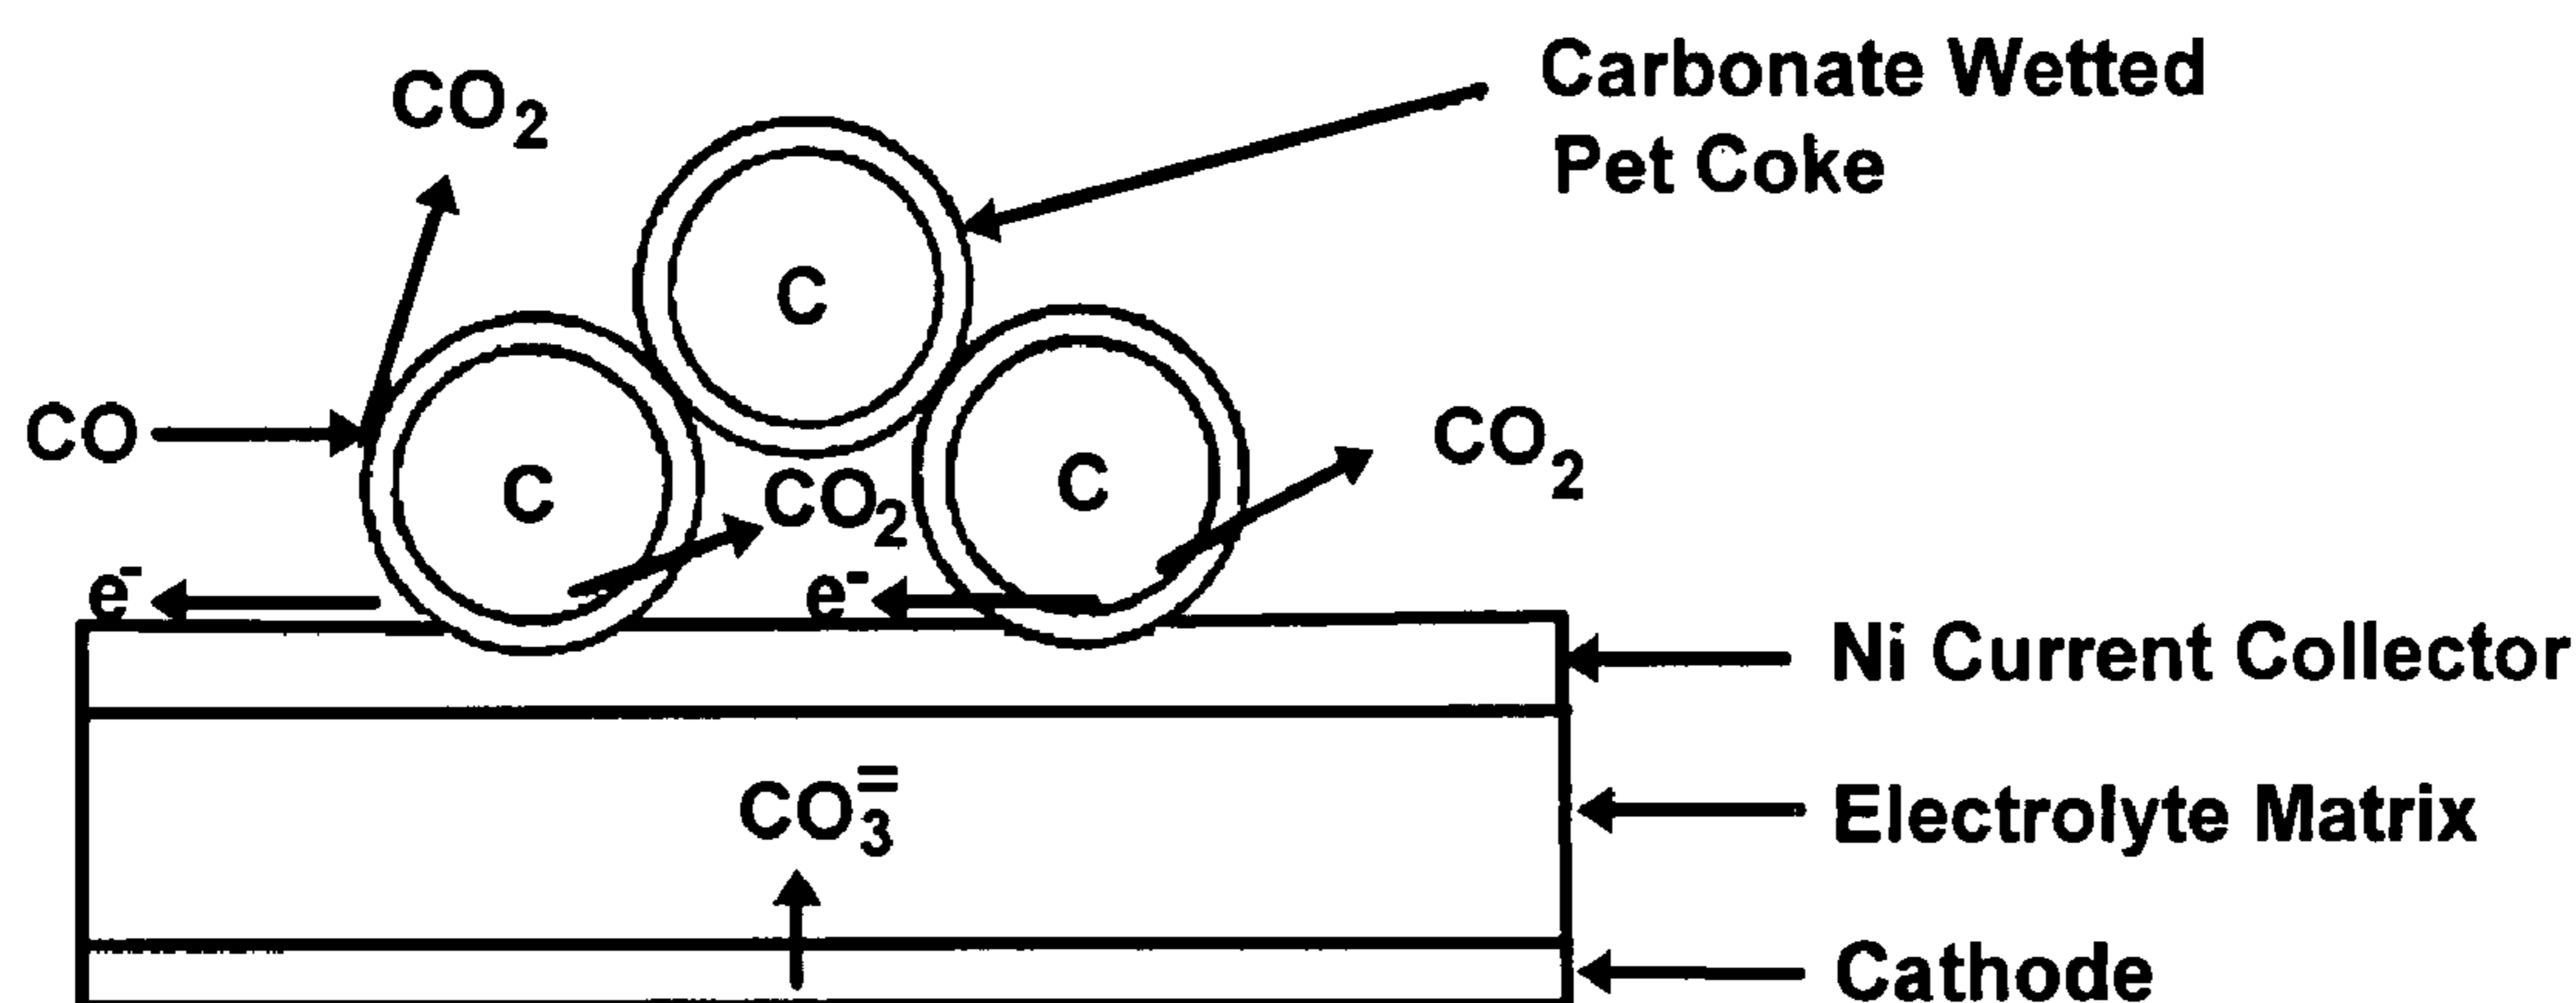 CO₂
Carbonate Wetted
Pet Coke
C
CO
C
CO₂
C
CO₂
e⁻
e⁻
Ni Current Collector
CO₃⁼
Electrolyte Matrix
Cathode